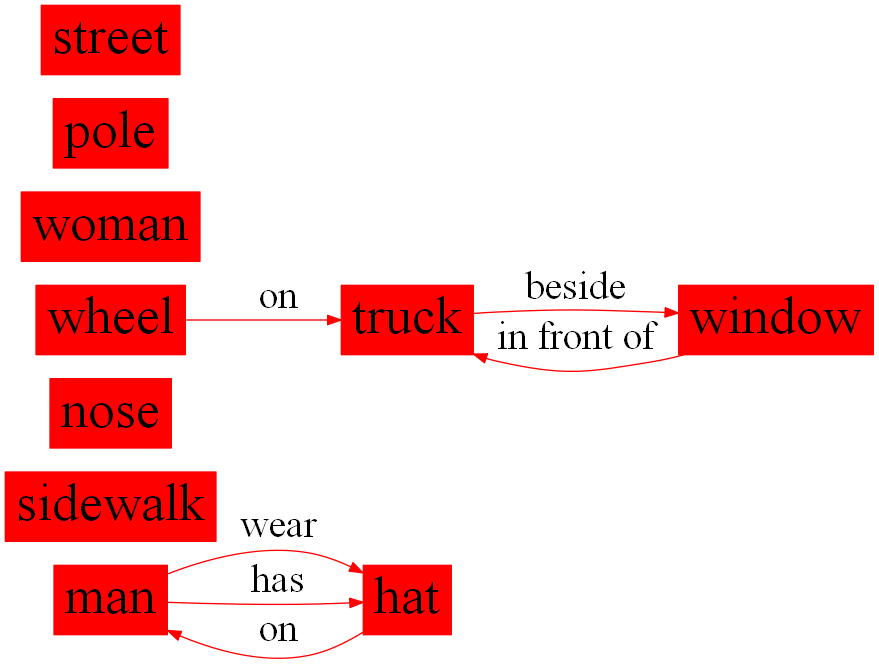 street
pole
woman
wheel
on
truck
beside
in front of
window
nose
sidewalk
man
wear
has
on
hat